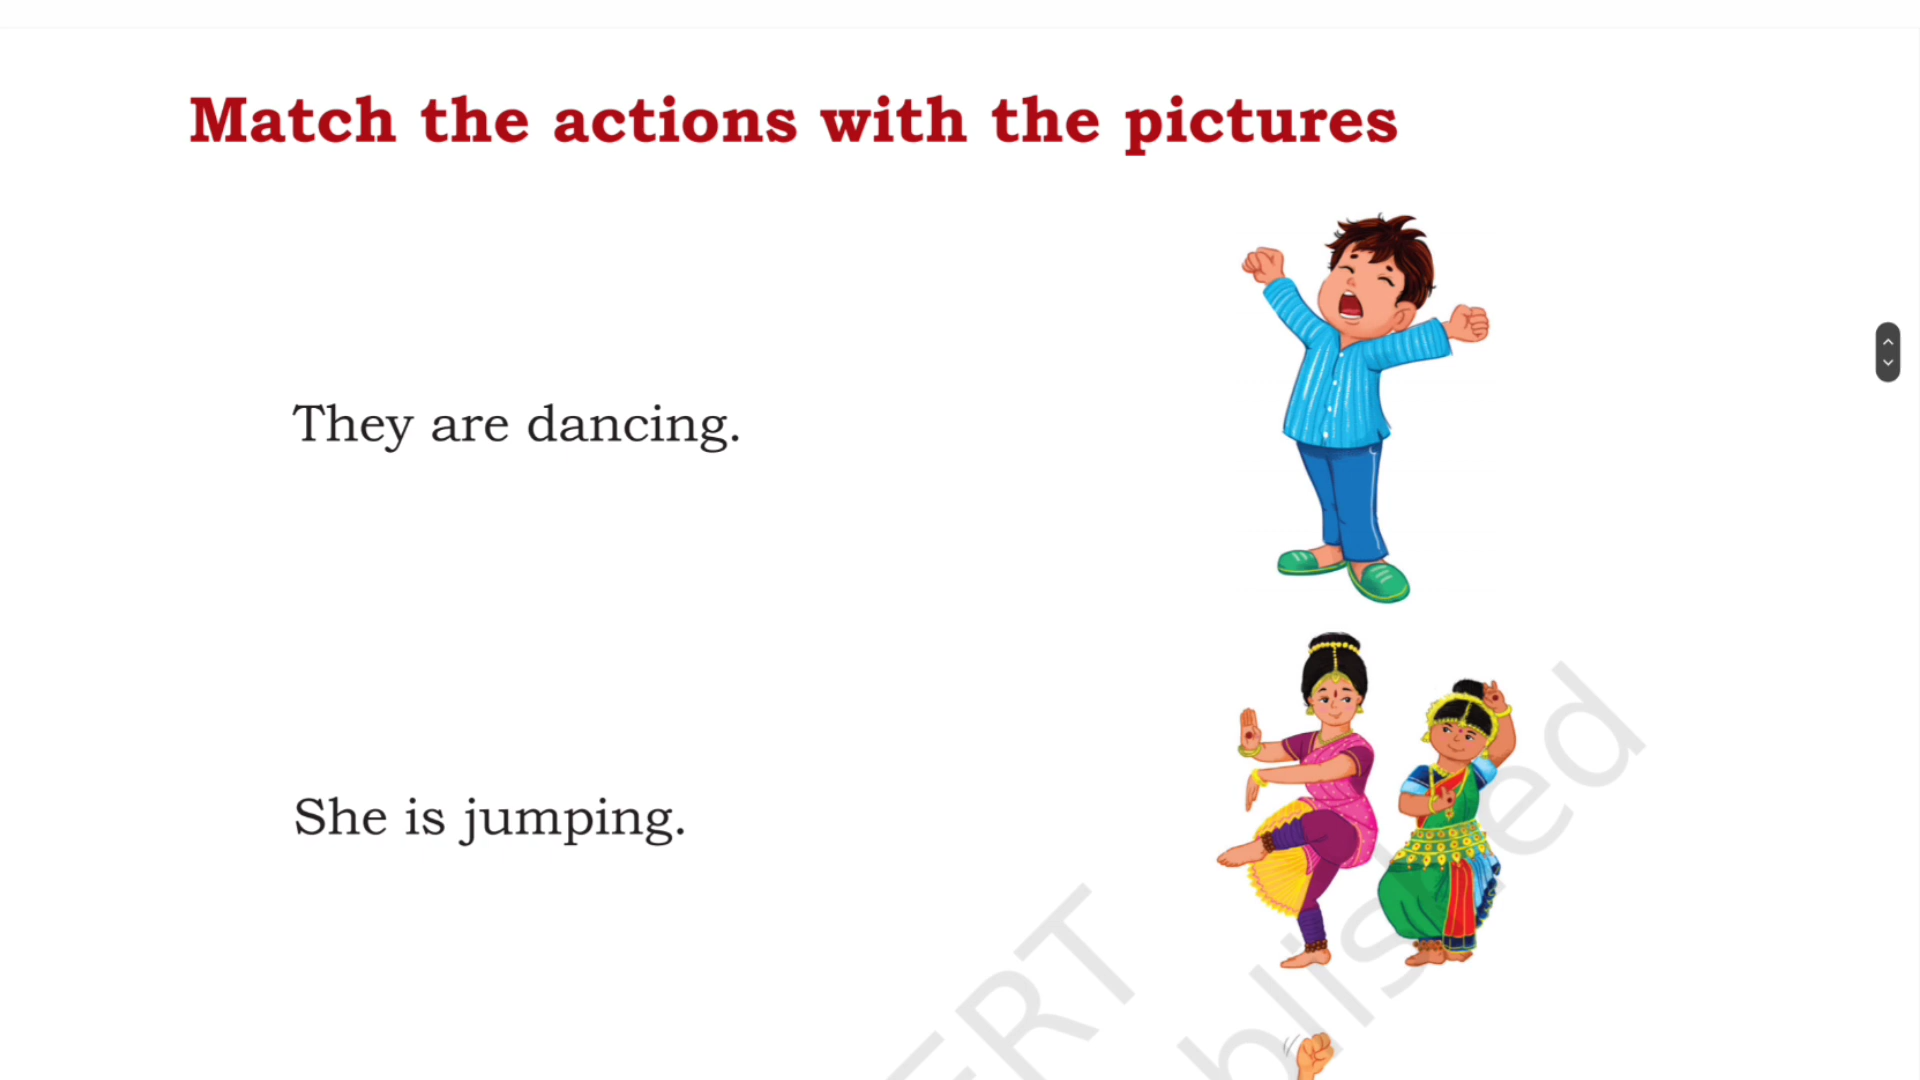 Match the actions with the pictures
They are dancing.
She is jumping.